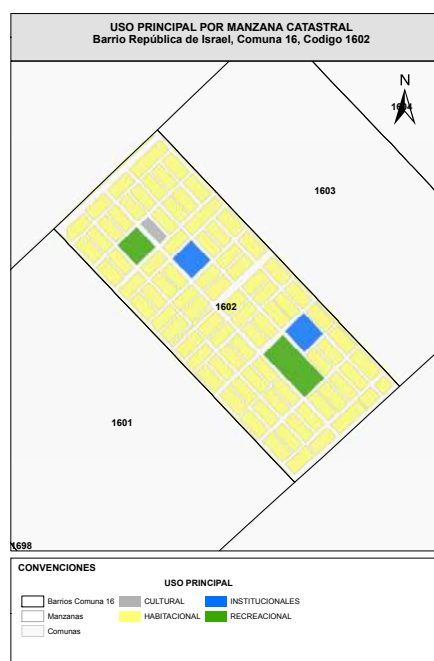 USO PRINCIPAL POR MANZANA CATASTRAL
Barrio República de Israel, Comuna 16, Codigo 1602
N
1604
1603
1602
1601
1698
CONVENCIONES
USO PRINCIPAL
Barrios Comuna 16 CULTURAL INSTITUCIONALES
Manzanas HABITACIONAL RECREACIONAL
Comunas